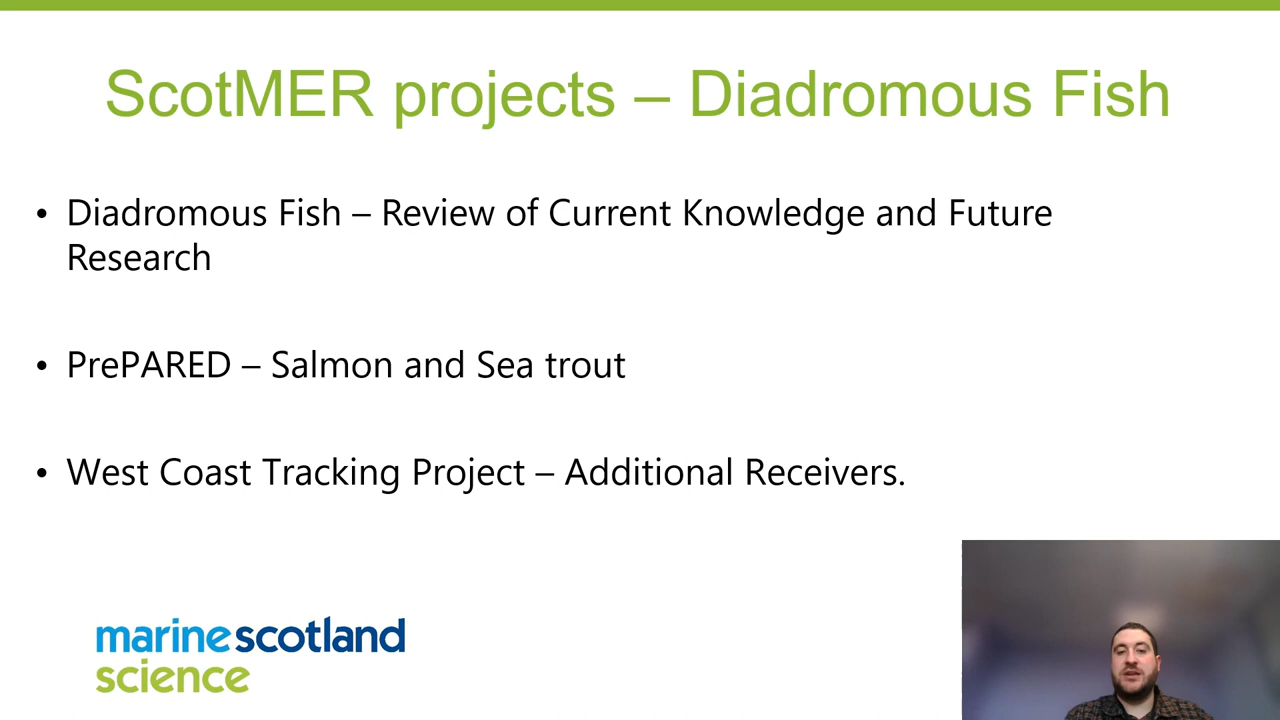 ScotMER projects – Diadromous Fish
• Diadromous Fish – Review of Current Knowledge and Future
Research
• PrePARED – Salmon and Sea trout
• West Coast Tracking Project – Additional Receivers.
marinescotland
science